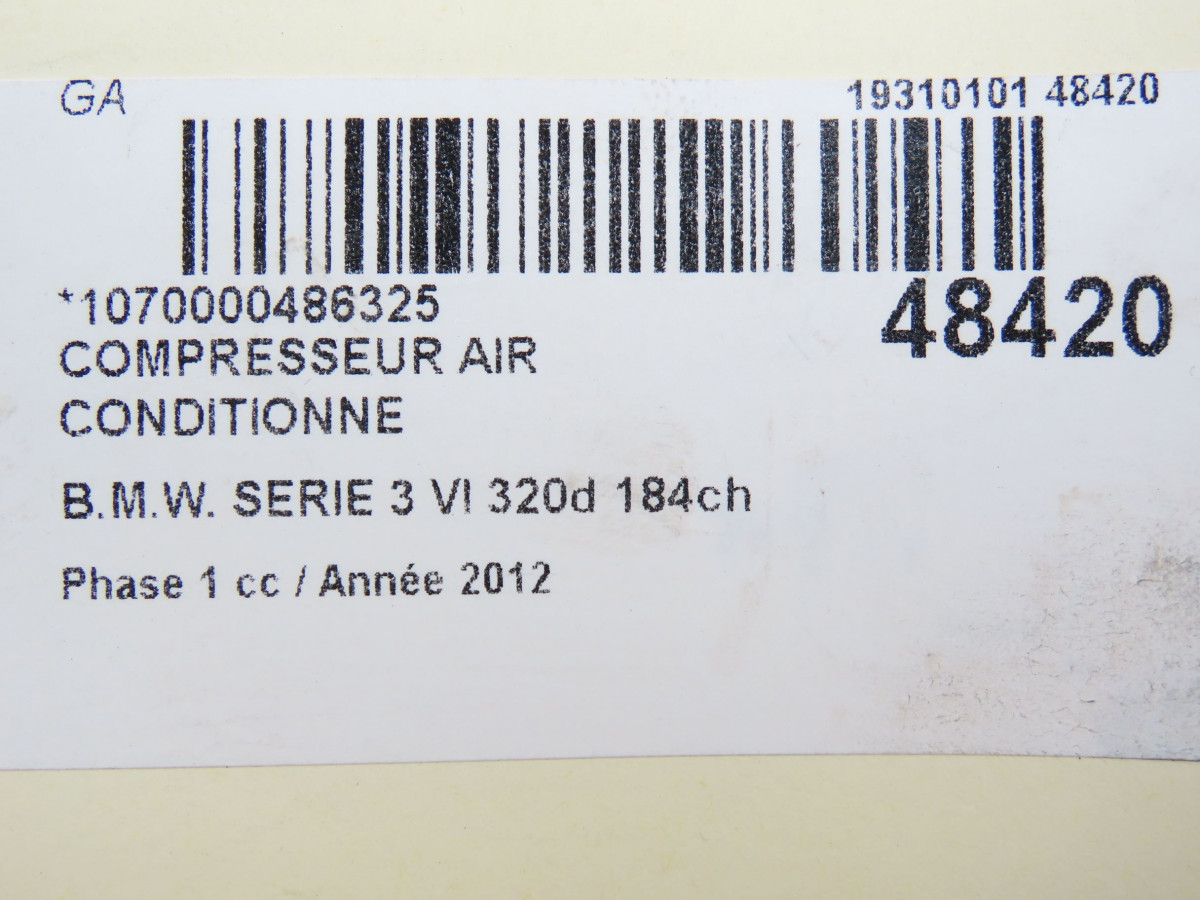 GA
19310101 48420
*1070000486325
48420
COMPRESSEUR AIR
CONDITIONNE
B.M.W. SERIE 3 VI 320d 184ch
Phase 1 cc / Année 2012